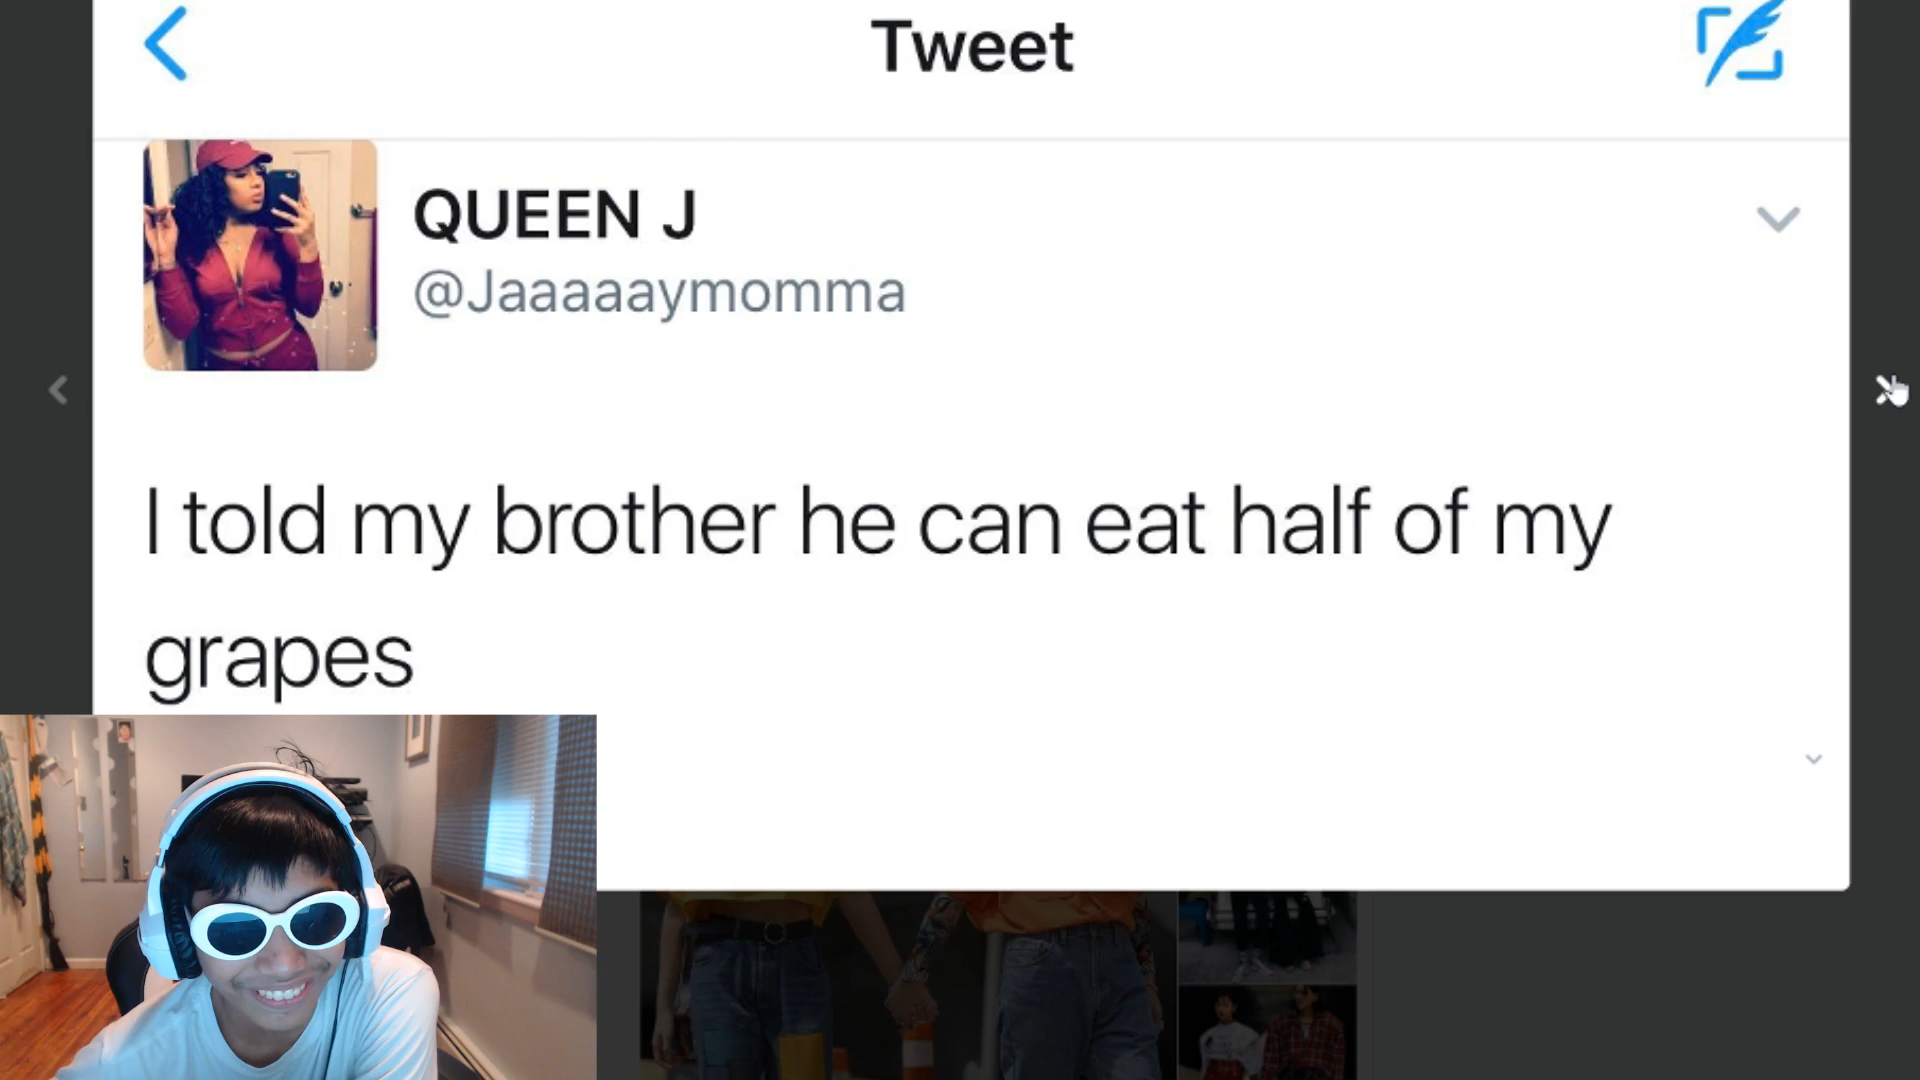 Tweet
QUEEN J
@Jaaaaaymomma
I told my brother he can eat half of my
grapes